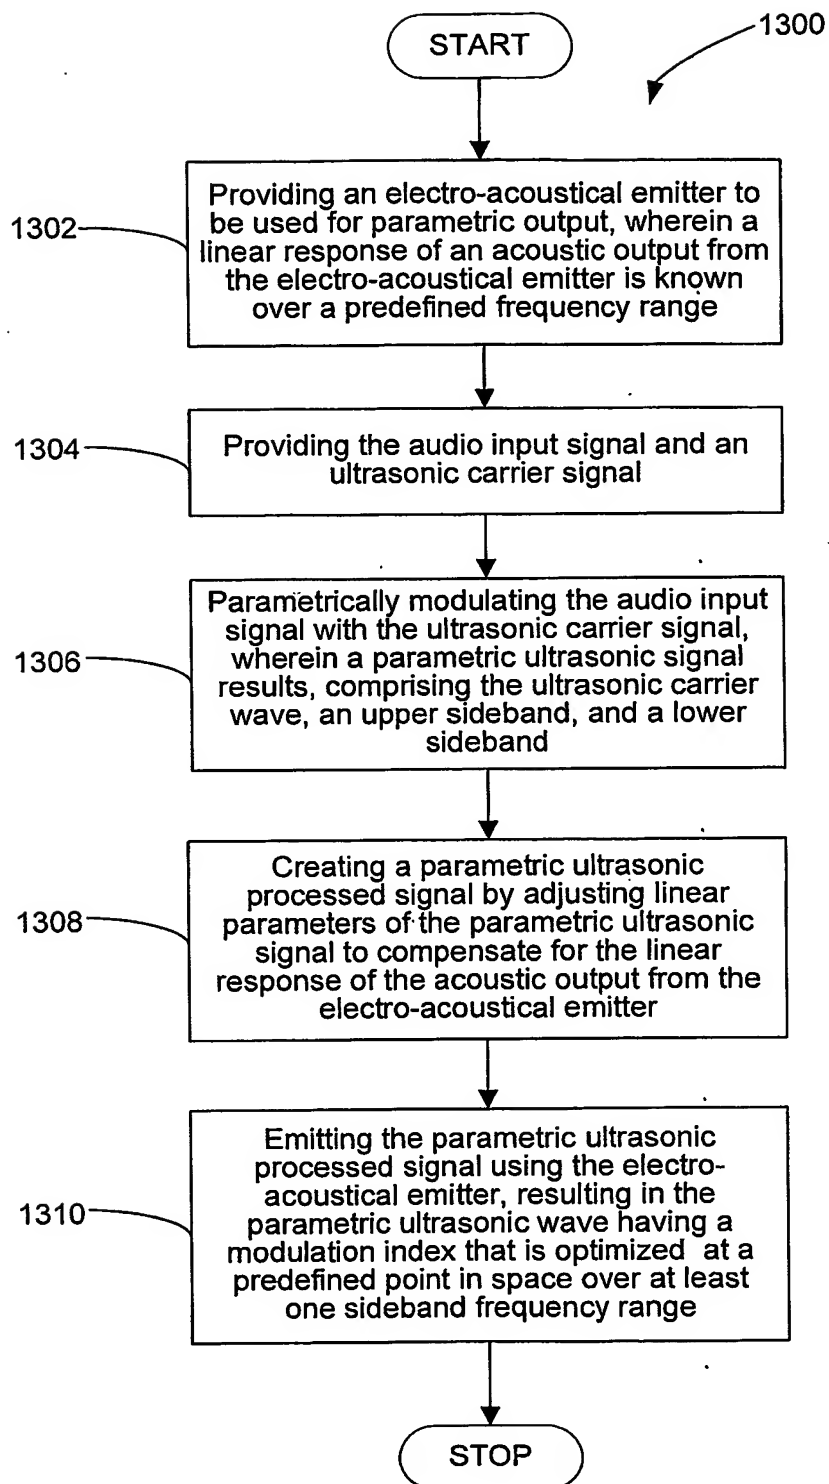 START
1300
1302
Providing an electro-acoustical emitter to
be used for parametric output, wherein a
linear response of an acoustic output from
the electro-acoustical emitter is known
over a predefined frequency range
1304
Providing the audio input signal and an
ultrasonic carrier signal
1306
Parametrically modulating the audio input
signal with the ultrasonic carrier signal,
wherein a parametric ultrasonic signal
results, comprising the ultrasonic carrier
wave, an upper sideband, and a lower
sideband
1308
Creating a parametric ultrasonic
processed signal by adjusting linear
parameters of the parametric ultrasonic
signal to compensate for the linear
response of the acoustic output from the
electro-acoustical emitter
1310
Emitting the parametric ultrasonic
processed signal using the electro-
acoustical emitter, resulting in the
parametric ultrasonic wave having a
modulation index that is optimized at a
predefined point in space over at least
one sideband frequency range
STOP